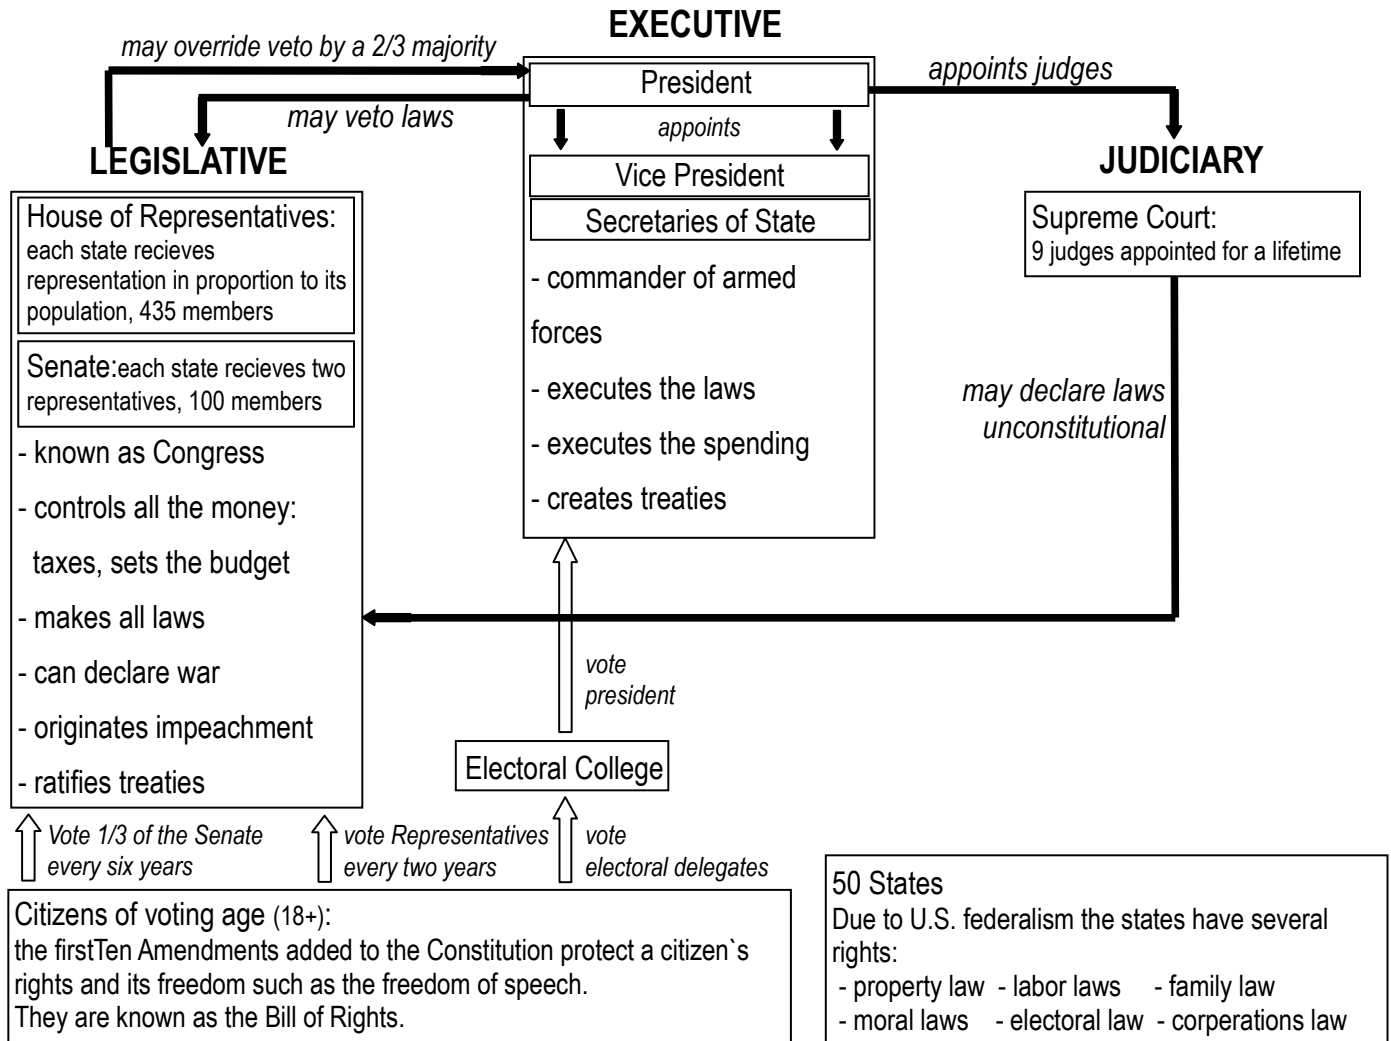 EXECUTIVE
may override veto by a 2/3 majority
President
appoints judges
may veto laws
appoints
LEGISLATIVE
Vice President
JUDICIARY
Secretaries of State
House of Representatives:
each state recieves
representation in proportion to its
population, 435 members
Senate:each state recieves two
representatives, 100 members
- known as Congress
- controls all the money:
taxes, sets the budget
- makes all laws
- can declare war
- originates impeachment
- ratifies treaties
- commander of armed
forces
- executes the laws
- executes the spending
- creates treaties
Supreme Court:
9 judges appointed for a lifetime
may declare laws
unconstitutional
vote
president
Electoral College
Vote 1/3 of the Senate
every six years
vote Representatives
every two years
vote
electoral delegates
Citizens of voting age (18+):
the firstTen Amendments added to the Constitution protect a citizen`s
rights and its freedom such as the freedom of speech.
They are known as the Bill of Rights.
50 States
Due to U.S. federalism the states have several
rights:
- property law - labor laws - family law
- moral laws - electoral law - corperations law